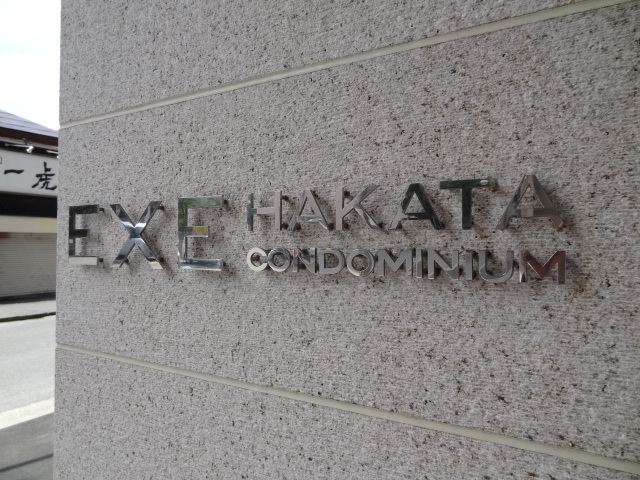 一虎
EXE HAKATA
CONDOMINIUM